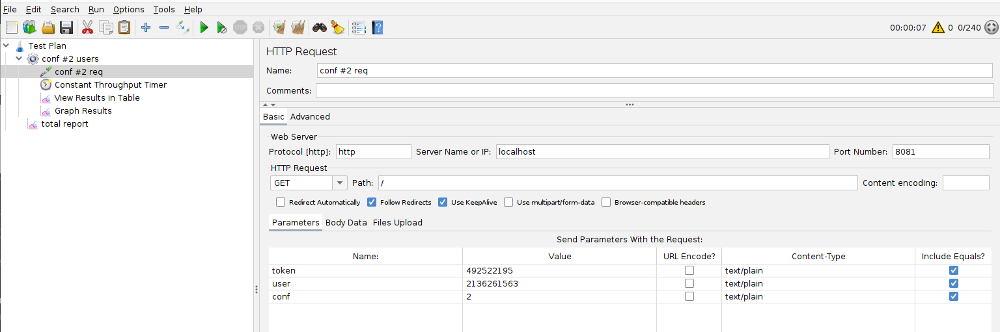 File Edit Search Run Options Tools Help
STOP ? 00:00:07 0 0/240
Test Plan
conf #2 users
conf #2 req
Constant Throughput Timer
View Results in Table
Graph Results
total report
HTTP Request
Name: conf #2 req
Comments:
Basic Advanced
Web Server
Protocol [http]: http Server Name or IP: localhost Port Number: 8081
HTTP Request
GET Path: / Content encoding:
Redirect Automatically Follow Redirects Use KeepAlive Use multipart/form-data Browser-compatible headers
Parameters Body Data Files Upload
Send Parameters With the Request:
Name: Value URL Encode? Content-Type Include Equals?
token 492522195 text/plain
user 2136261563 text/plain
conf 2 text/plain